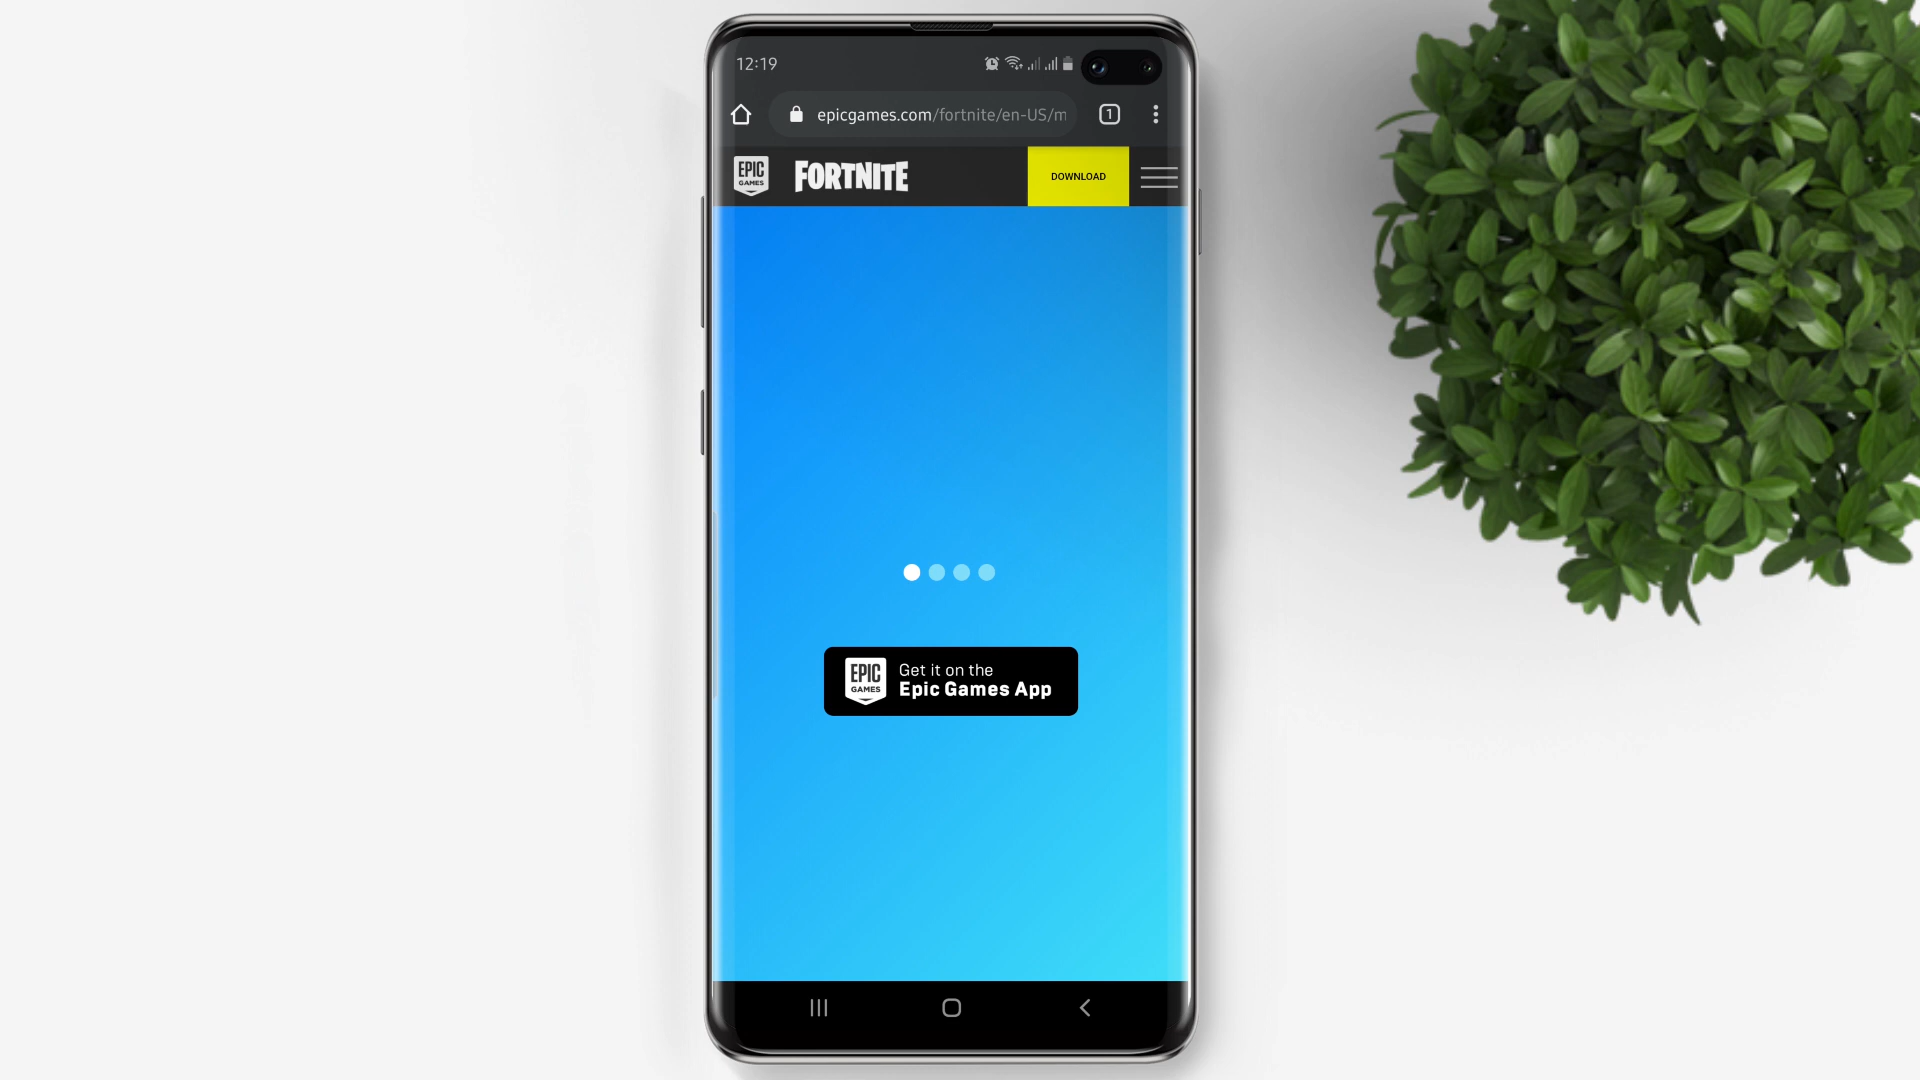 12:19
epicgames.com/fortnite/en-US/m
1
EPIC
GAMES
FORTNITE
DOWNLOAD
EPIC
GAMES
Get it on the
Epic Games App